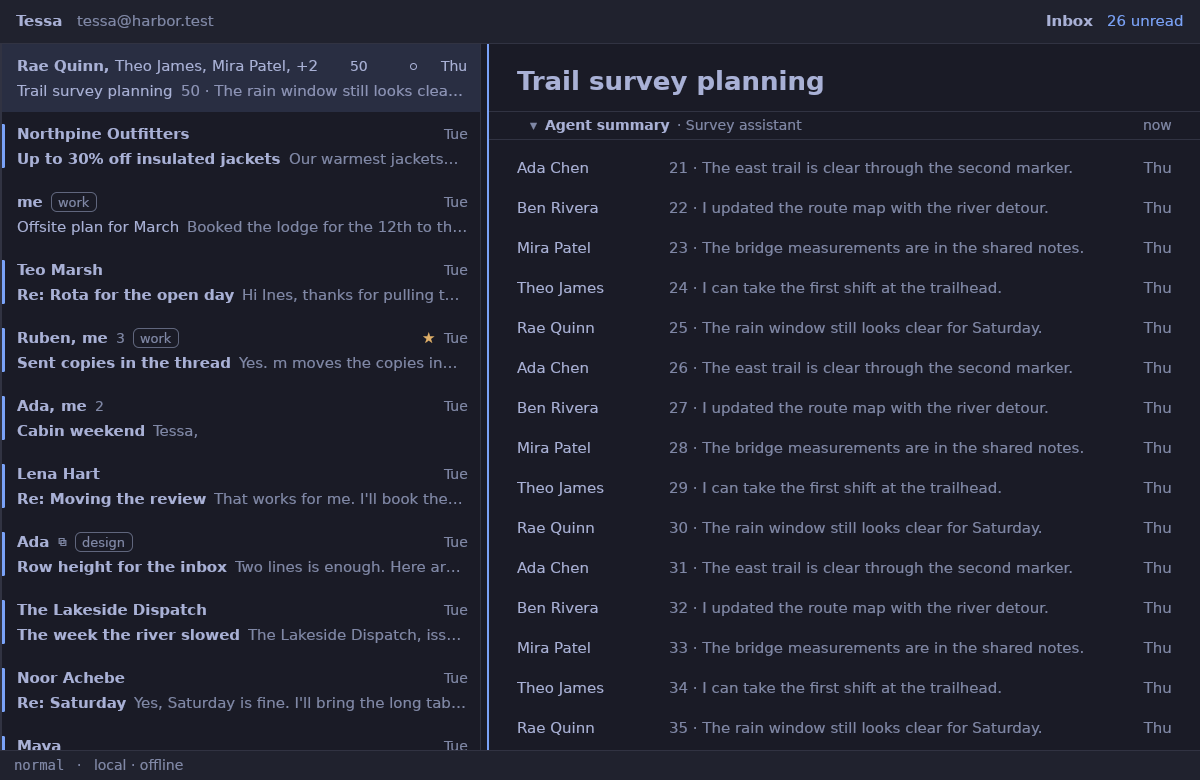 Tessa tessa@harbor.test Inbox 26 unread
Rae Quinn, Theo James, Mira Patel, +2 50 ○ Thu
Trail survey planning 50 · The rain window still looks clea…
Northpine Outfitters Tue
Up to 30% off insulated jackets Our warmest jackets…
me work Tue
Offsite plan for March Booked the lodge for the 12th to th…
Teo Marsh Tue
Re: Rota for the open day Hi Ines, thanks for pulling t…
Ruben, me 3 work ★ Tue
Sent copies in the thread Yes. m moves the copies in…
Ada, me 2 Tue
Cabin weekend Tessa,
Lena Hart Tue
Re: Moving the review That works for me. I'll book the…
Ada ⧉ design Tue
Row height for the inbox Two lines is enough. Here ar…
The Lakeside Dispatch Tue
The week the river slowed The Lakeside Dispatch, iss…
Noor Achebe Tue
Re: Saturday Yes, Saturday is fine. I'll bring the long tab…
Maya Tue
Trail survey planning
▾ Agent summary · Survey assistant now
Ada Chen 21 · The east trail is clear through the second marker. Thu
Ben Rivera 22 · I updated the route map with the river detour. Thu
Mira Patel 23 · The bridge measurements are in the shared notes. Thu
Theo James 24 · I can take the first shift at the trailhead. Thu
Rae Quinn 25 · The rain window still looks clear for Saturday. Thu
Ada Chen 26 · The east trail is clear through the second marker. Thu
Ben Rivera 27 · I updated the route map with the river detour. Thu
Mira Patel 28 · The bridge measurements are in the shared notes. Thu
Theo James 29 · I can take the first shift at the trailhead. Thu
Rae Quinn 30 · The rain window still looks clear for Saturday. Thu
Ada Chen 31 · The east trail is clear through the second marker. Thu
Ben Rivera 32 · I updated the route map with the river detour. Thu
Mira Patel 33 · The bridge measurements are in the shared notes. Thu
Theo James 34 · I can take the first shift at the trailhead. Thu
Rae Quinn 35 · The rain window still looks clear for Saturday. Thu
normal · local · offline